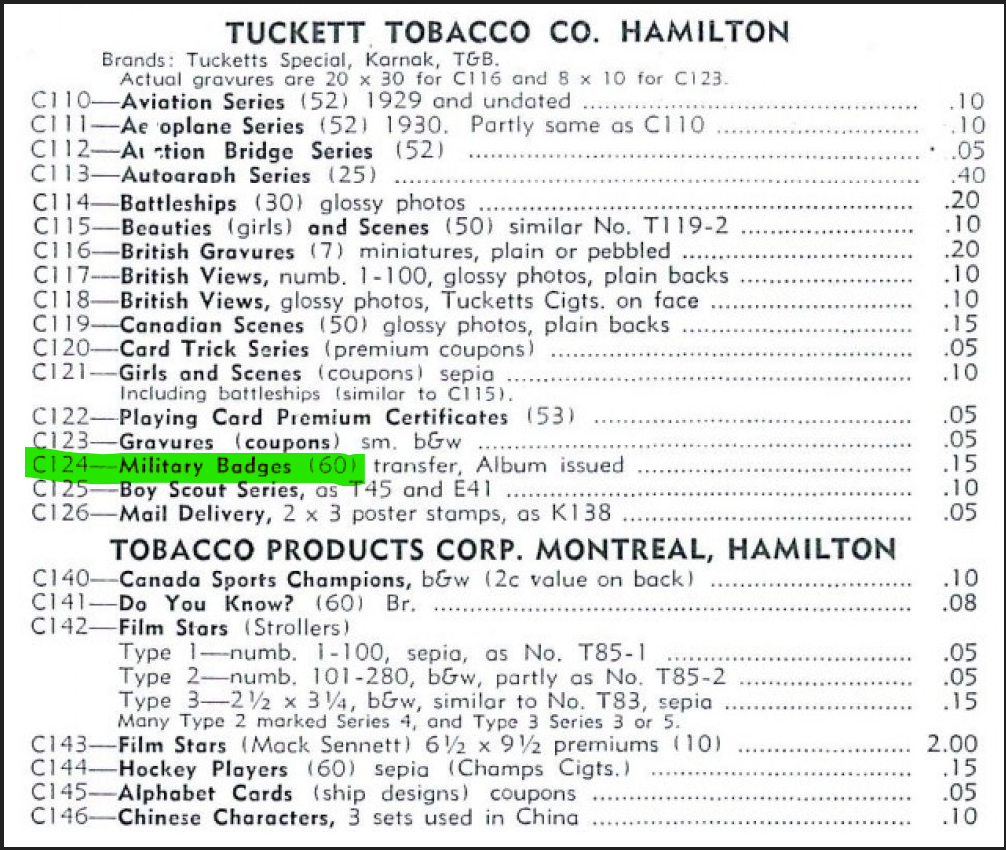 TUCKETT TOBACCO CO. HAMILTON
Brands: Tucketts Special, Karnak, T&B.
Actual gravures are 20 x 30 for C116 and 8 x 10 for C123.
C110—Aviation Series (52) 1929 and undated .10
C111—Aeroplane Series (52) 1930. Partly same as C110 .10
C112—Auction Bridge Series (52) .05
C113—Autograph Series (25) .40
C114—Battleships (30) glossy photos .20
C115—Beauties (girls) and Scenes (50) similar No. T119-2 .10
C116—British Gravures (7) miniatures, plain or pebbled .20
C117—British Views, numb. 1-100, glossy photos, plain backs .10
C118—British Views, glossy photos, Tucketts Cigts. on face .10
C119—Canadian Scenes (50) glossy photos, plain backs .15
C120—Card Trick Series (premium coupons) .05
C121—Girls and Scenes (coupons) sepia .10
Including battleships (similar to C115).
C122—Playing Card Premium Certificates (53) .05
C123—Gravures (coupons) sm. b&w .05
C124—Military Badges (60) transfer, Album issued .15
C125—Boy Scout Series, as T45 and E41 .10
C126—Mail Delivery, 2 x 3 poster stamps, as K138 .05
TOBACCO PRODUCTS CORP. MONTREAL, HAMILTON
C140—Canada Sports Champions, b&w (2c value on back) .10
C141—Do You Know? (60) Br. .08
C142—Film Stars (Strollers)
Type 1—numb. 1-100, sepia, as No. T85-1 .05
Type 2—numb. 101-280, b&w, partly as No. T85-2 .05
Type 3—2½ x 3¼, b&w, similar to No. T83, sepia .15
Many Type 2 marked Series 4, and Type 3 Series 3 or 5.
C143—Film Stars (Mack Sennett) 6½ x 9½ premiums (10) 2.00
C144—Hockey Players (60) sepia (Champs Cigts.) .15
C145—Alphabet Cards (ship designs) coupons .05
C146—Chinese Characters, 3 sets used in China .10